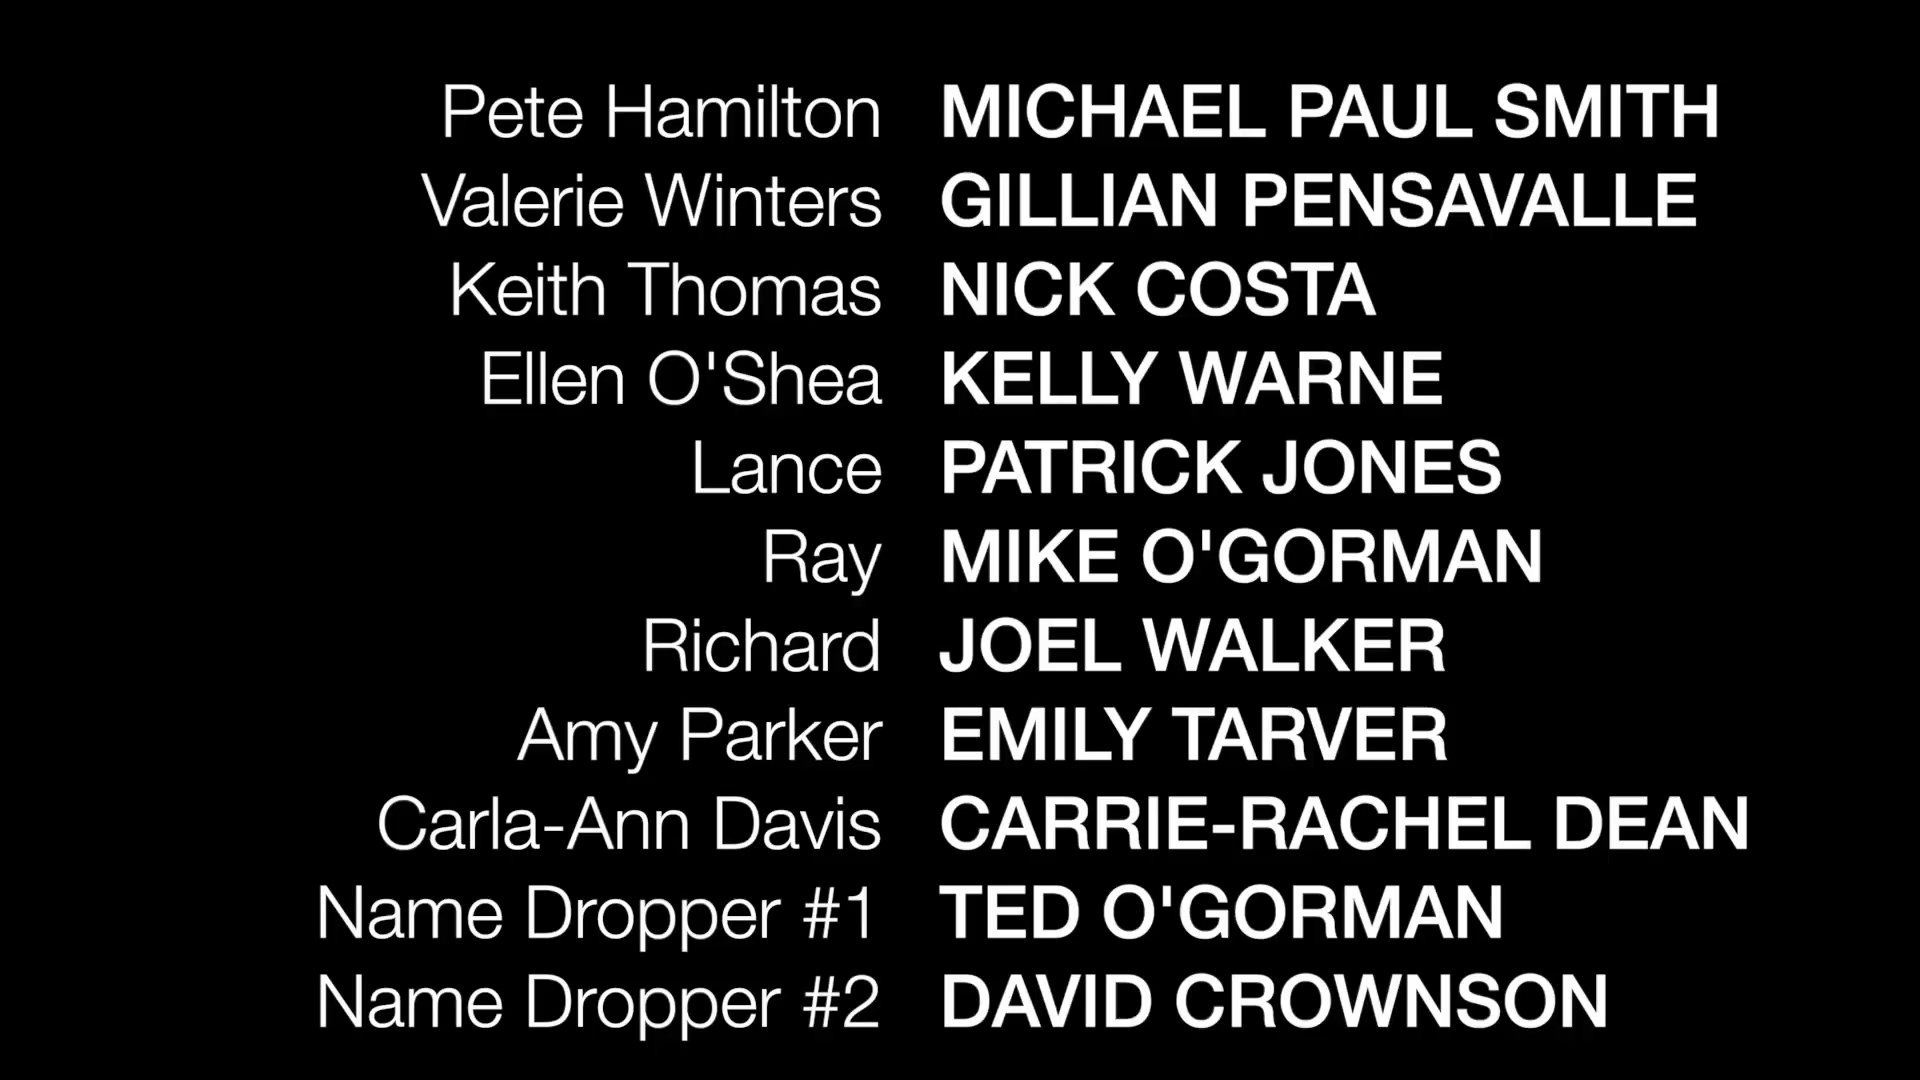 Pete Hamilton MICHAEL PAUL SMITH
Valerie Winters GILLIAN PENSAVALLE
Keith Thomas NICK COSTA
Ellen O'Shea KELLY WARNE
Lance PATRICK JONES
Ray MIKE O'GORMAN
Richard JOEL WALKER
Amy Parker EMILY TARVER
Carla-Ann Davis CARRIE-RACHEL DEAN
Name Dropper #1 TED O'GORMAN
Name Dropper #2 DAVID CROWNSON